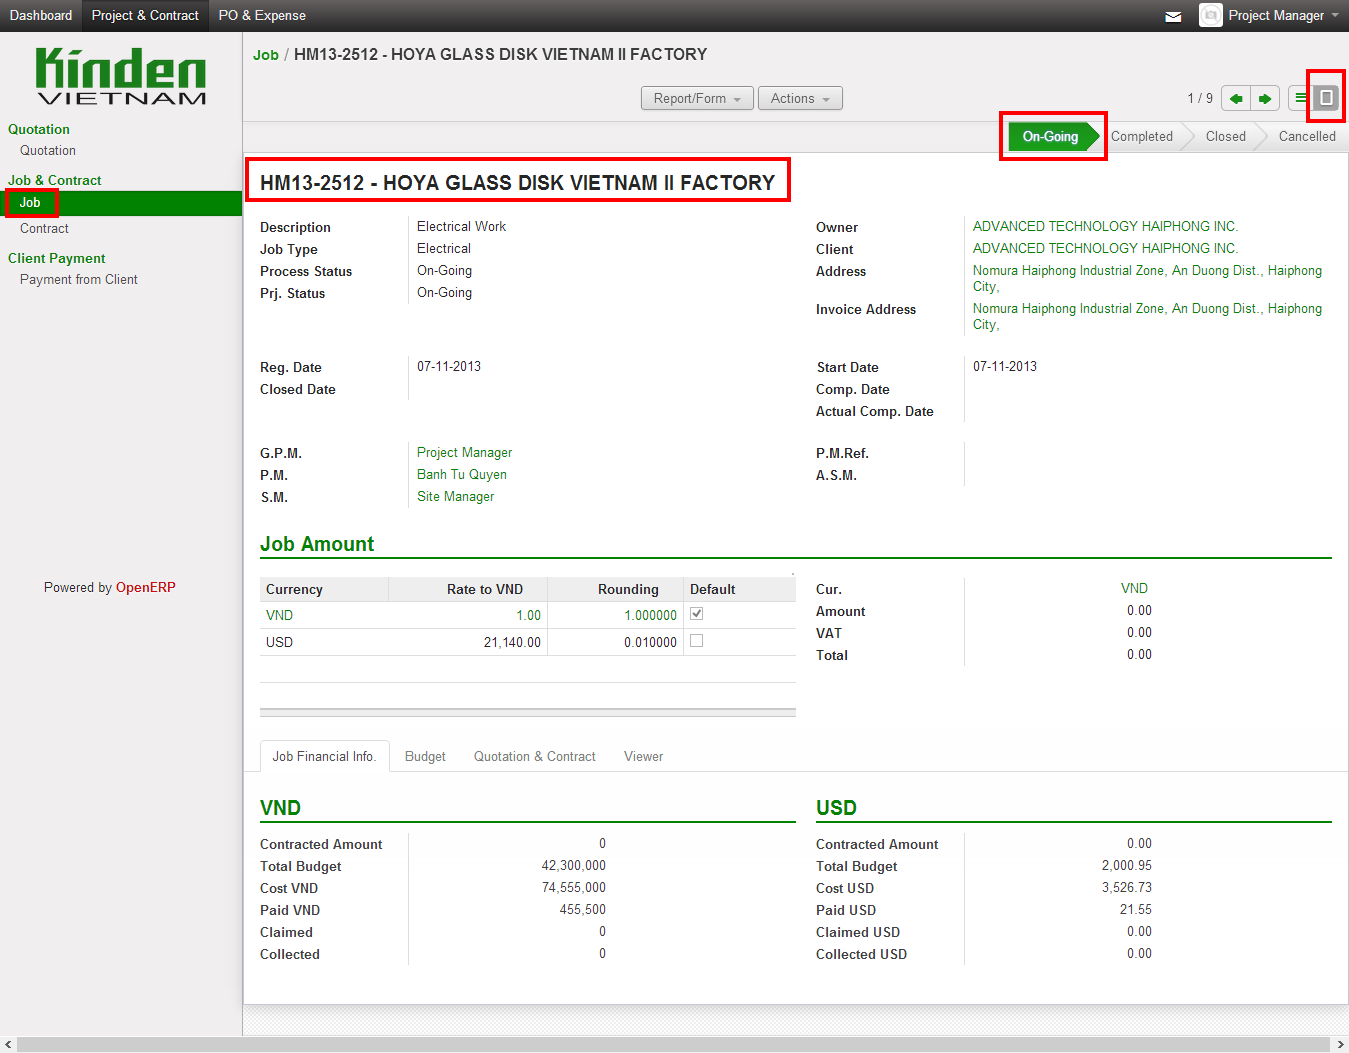 Dashboard Project & Contract PO & Expense Project Manager
Kinden
VIETNAM
Job / HM13-2512 - HOYA GLASS DISK VIETNAM II FACTORY
Report/Form Actions 1 / 9
On-Going Completed Closed Cancelled
Quotation
Quotation
Job & Contract
Job
Contract
Client Payment
Payment from Client
Powered by OpenERP
HM13-2512 - HOYA GLASS DISK VIETNAM II FACTORY
Description Electrical Work
Job Type Electrical
Process Status On-Going
Prj. Status On-Going
Owner ADVANCED TECHNOLOGY HAIPHONG INC.
Client ADVANCED TECHNOLOGY HAIPHONG INC.
Address Nomura Haiphong Industrial Zone, An Duong Dist., Haiphong
City,
Invoice Address Nomura Haiphong Industrial Zone, An Duong Dist., Haiphong
City,
Reg. Date 07-11-2013
Closed Date
Start Date 07-11-2013
Comp. Date
Actual Comp. Date
G.P.M. Project Manager
P.M. Banh Tu Quyen
S.M. Site Manager
P.M.Ref.
A.S.M.
Job Amount
Currency Rate to VND Rounding Default
VND 1.00 1.000000
USD 21,140.00 0.010000
Cur. VND
Amount 0.00
VAT 0.00
Total 0.00
Job Financial Info. Budget Quotation & Contract Viewer
VND
Contracted Amount 0
Total Budget 42,300,000
Cost VND 74,555,000
Paid VND 455,500
Claimed 0
Collected 0
USD
Contracted Amount 0.00
Total Budget 2,000.95
Cost USD 3,526.73
Paid USD 21.55
Claimed USD 0.00
Collected USD 0.00